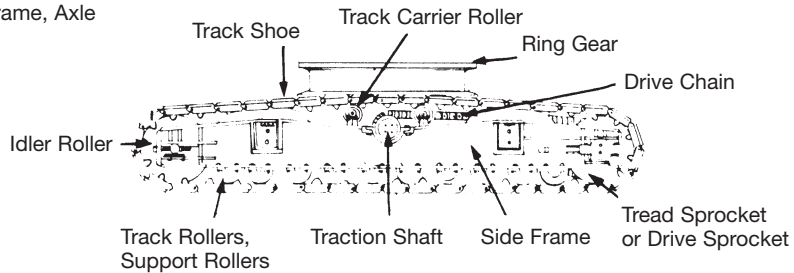 rame, Axle
Track Carrier Roller
Track Shoe
Ring Gear
Drive Chain
Idler Roller
Track Rollers,
Support Rollers
Traction Shaft
Side Frame
Tread Sprocket
or Drive Sprocket